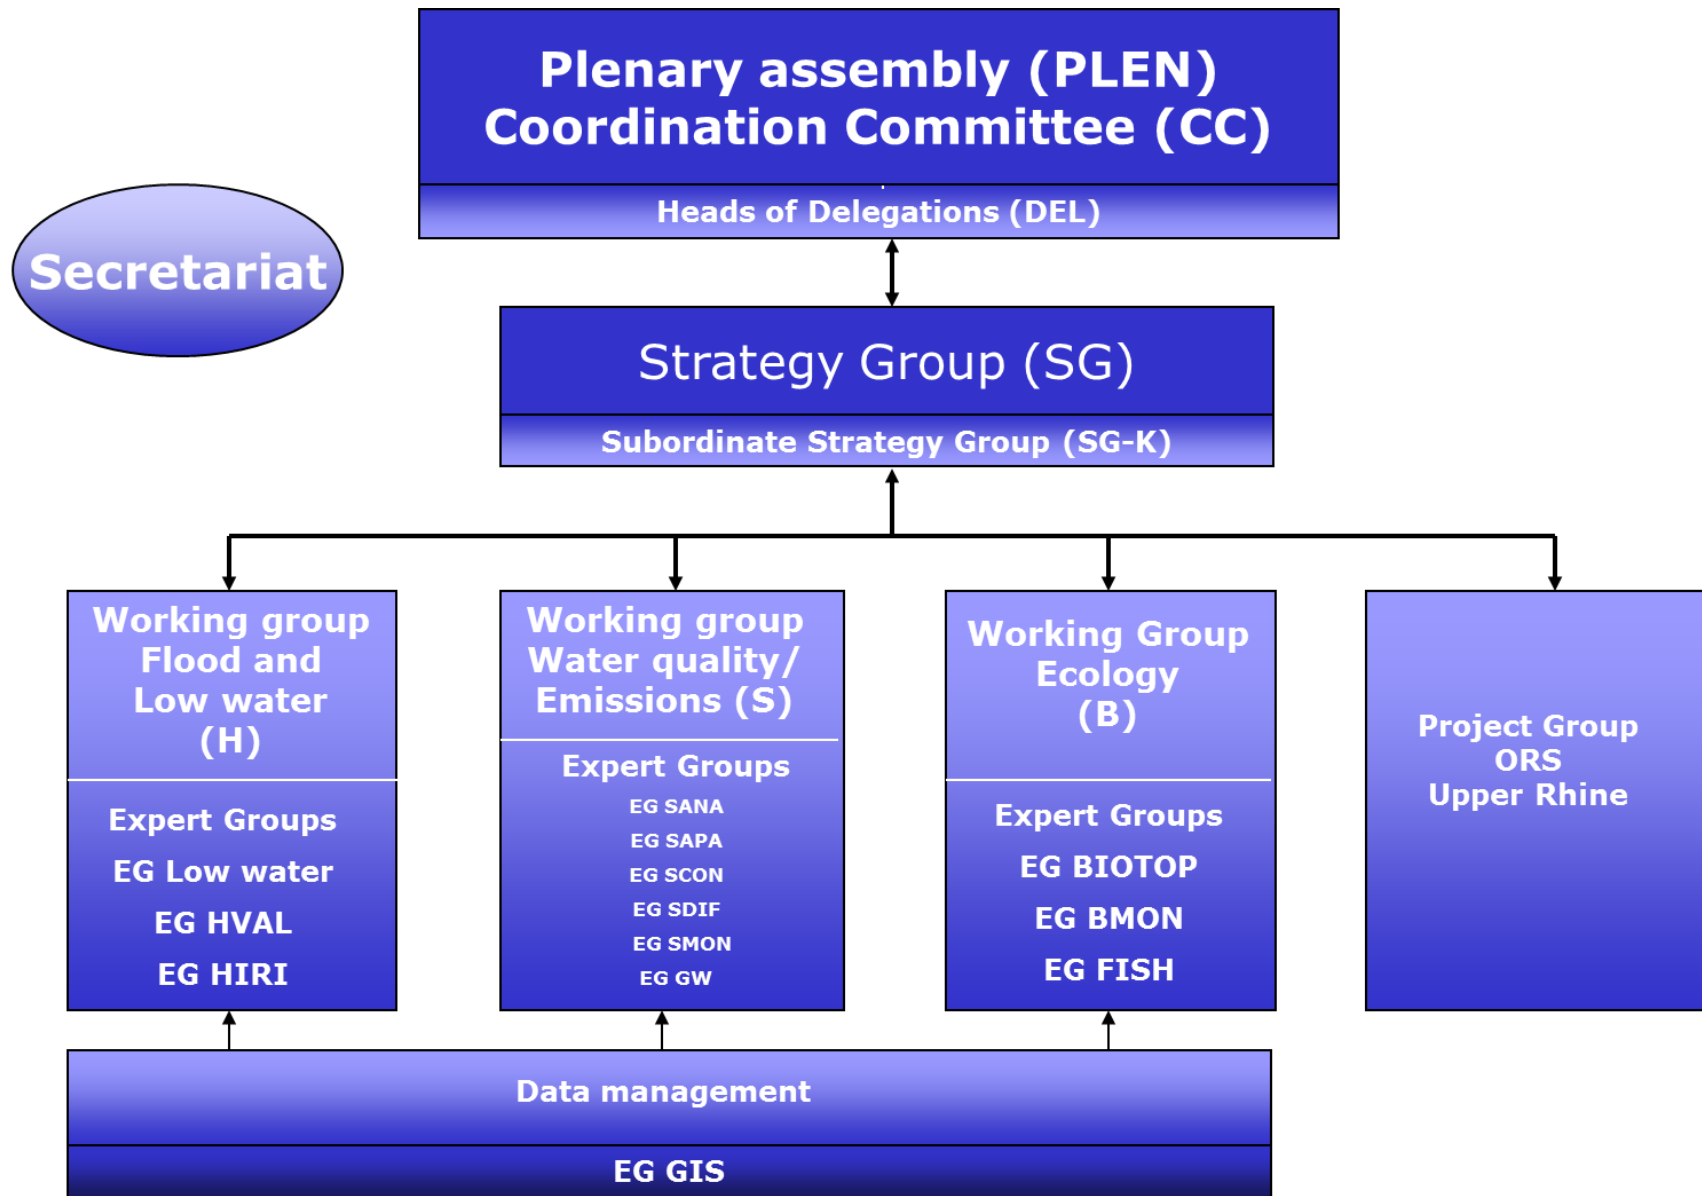 Plenary assembly (PLEN)
Coordination Committee (CC)
Heads of Delegations (DEL)
Secretariat
Strategy Group (SG)
Subordinate Strategy Group (SG-K)
Working group
Flood and
Low water
(H)
Expert Groups
EG Low water
EG HVAL
EG HIRI
Working group
Water quality/
Emissions (S)
Expert Groups
EG SANA
EG SAPA
EG SCON
EG SDIF
EG SMON
EG GW
Working Group
Ecology
(B)
Expert Groups
EG BIOTOP
EG BMON
EG FISH
Project Group
ORS
Upper Rhine
Data management
EG GIS